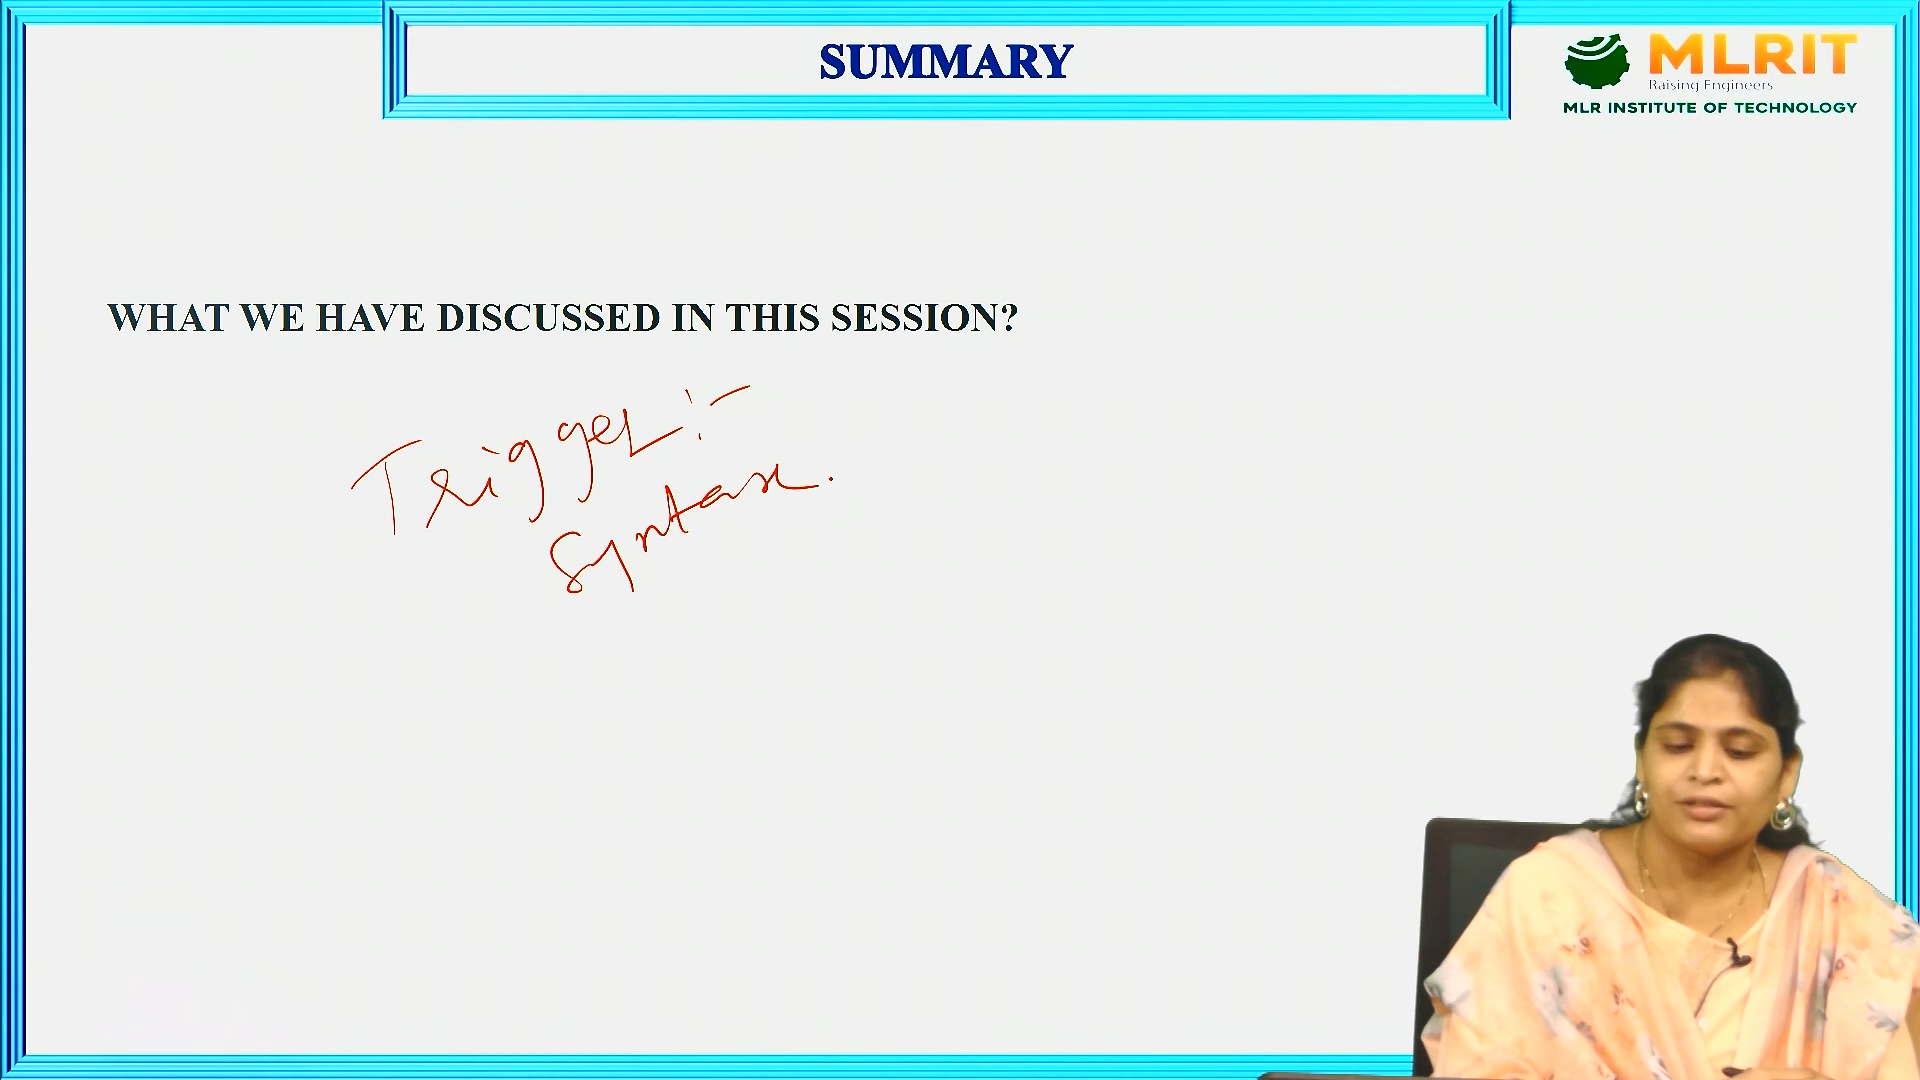 SUMMARY
MLRIT
Raising Engineers
MLR INSTITUTE OF TECHNOLOGY
WHAT WE HAVE DISCUSSED IN THIS SESSION?
Trigger :-
Syntax.